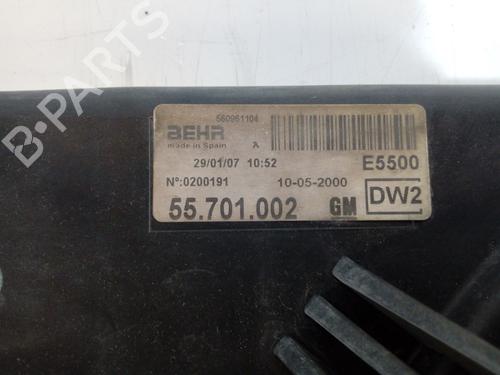 560961104
BEHR
made in Spain λ
29/01/07 10:52 E5500
Nº:0200191 10-05-2000
55.701.002 GM DW2
B-PARTS